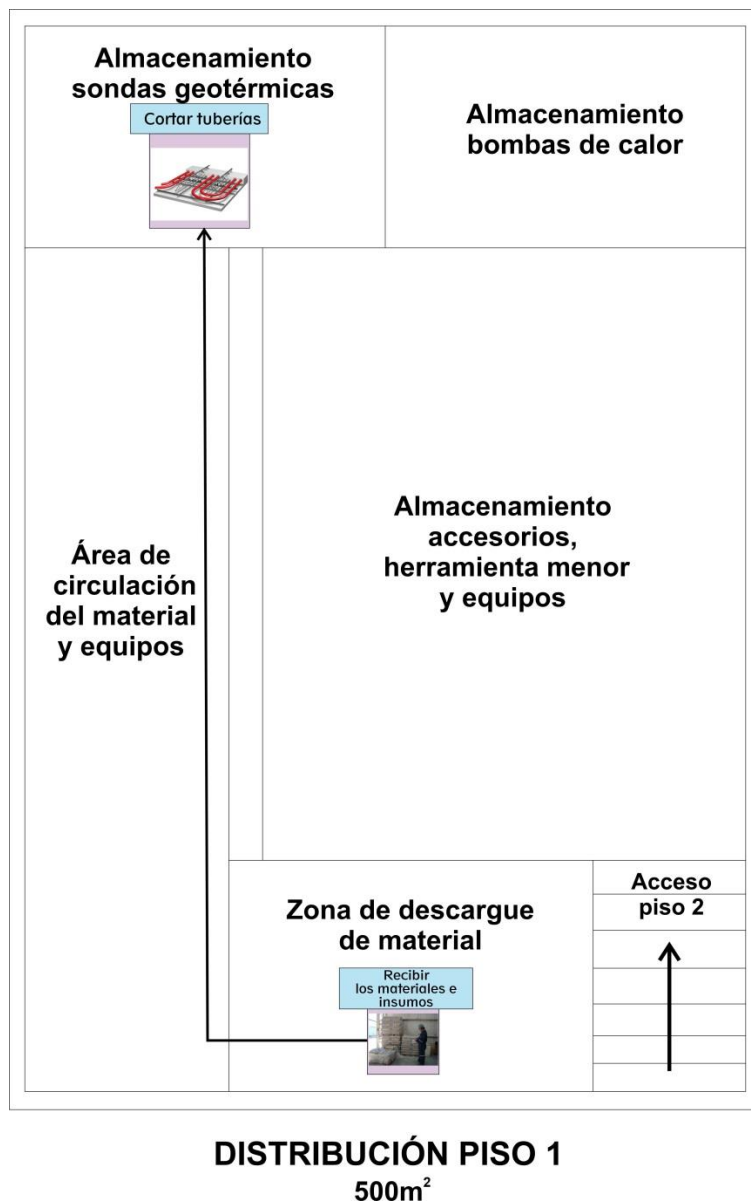 Almacenamiento
sondas geotérmicas
Cortar tuberías
Almacenamiento
bombas de calor
Área de
circulación
del material
y equipos
Almacenamiento
accesorios,
herramienta menor
y equipos
Zona de descargue
de material
Recibir
los materiales e
insumos
Acceso
piso 2
DISTRIBUCIÓN PISO 1
500m²